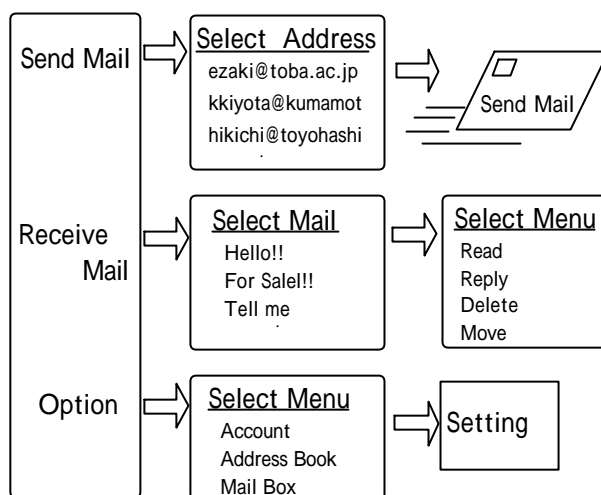 Send Mail
Select Address
ezaki@toba.ac.jp
kkiyota@kumamot
hikichi@toyohashi
.
Send Mail
Receive
Mail
Select Mail
Hello!!
For Salel!!
Tell me
.
Select Menu
Read
Reply
Delete
Move
Option
Select Menu
Account
Address Book
Mail Box
Setting